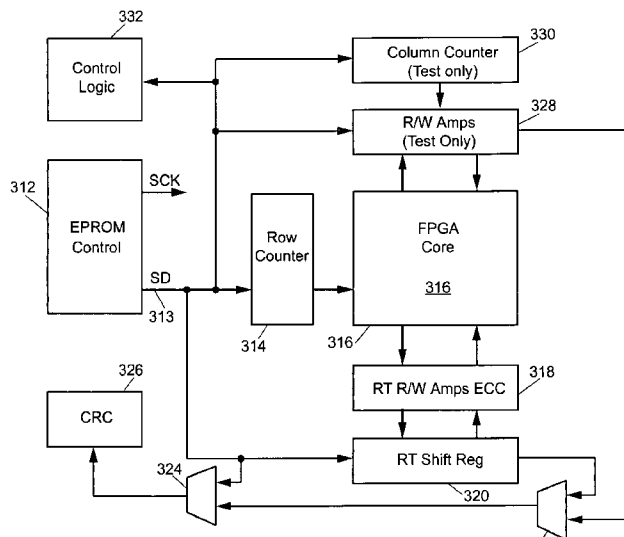 332
330
Control
Logic
Column Counter
(Test only)
328
R/W Amps
(Test Only)
312
SCK
EPROM
Control
Row
Counter
FPGA
Core
316
SD
313
314
316
318
326
RT R/W Amps ECC
CRC
324
RT Shift Reg
320